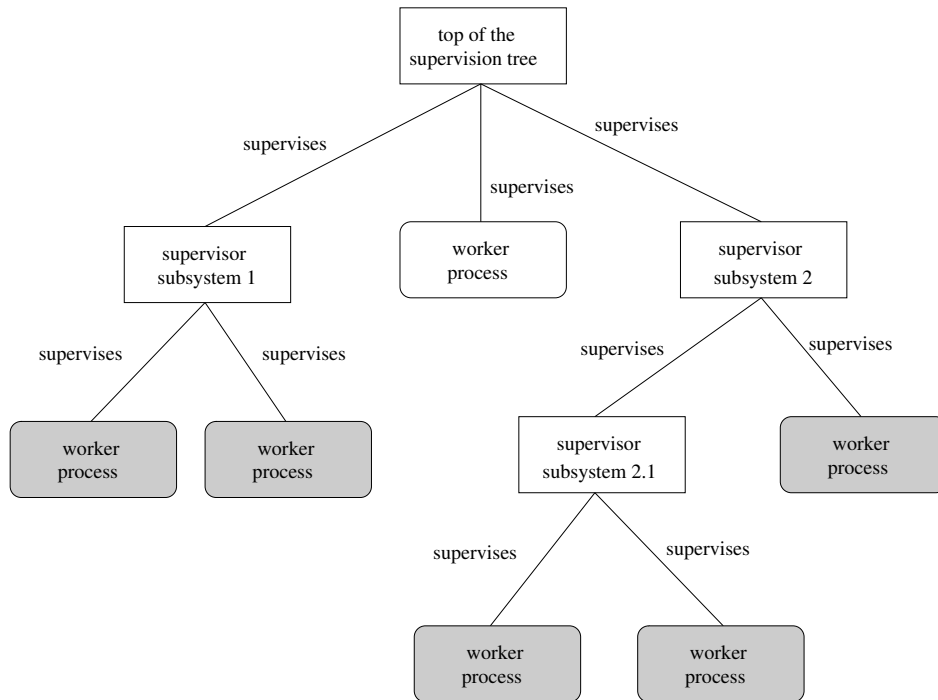 top of the
supervision tree
supervises
supervises
supervises
supervisor
subsystem 1
worker
process
supervisor
subsystem 2
supervises
supervises
supervises
supervises
worker
process
worker
process
supervisor
subsystem 2.1
worker
process
supervises
supervises
worker
process
worker
process